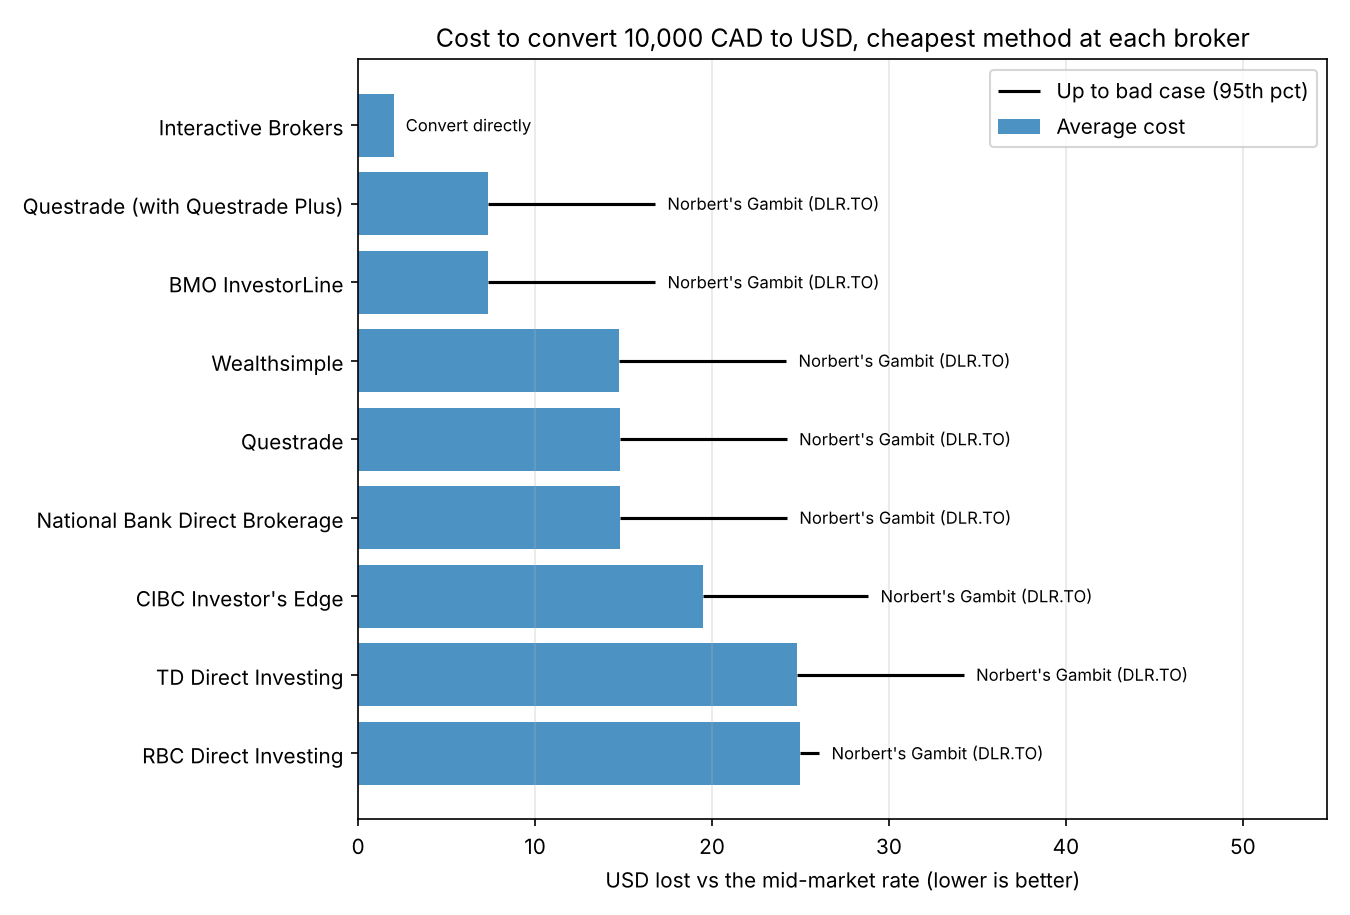 Cost to convert 10,000 CAD to USD, cheapest method at each broker
Up to bad case (95th pct)
Average cost
Interactive Brokers
Convert directly
Questrade (with Questrade Plus)
Norbert's Gambit (DLR.TO)
BMO InvestorLine
Norbert's Gambit (DLR.TO)
Wealthsimple
Norbert's Gambit (DLR.TO)
Questrade
Norbert's Gambit (DLR.TO)
National Bank Direct Brokerage
Norbert's Gambit (DLR.TO)
CIBC Investor's Edge
Norbert's Gambit (DLR.TO)
TD Direct Investing
Norbert's Gambit (DLR.TO)
RBC Direct Investing
Norbert's Gambit (DLR.TO)
0 10 20 30 40 50
USD lost vs the mid-market rate (lower is better)